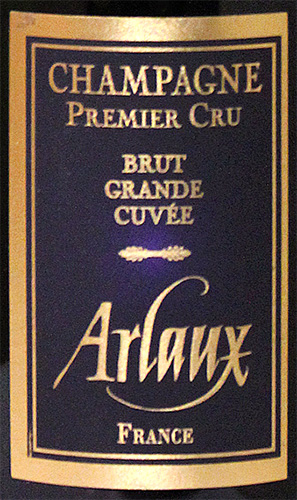 CHAMPAGNE
PREMIER CRU
BRUT
GRANDE
CUVÉE
Arlaux
FRANCE